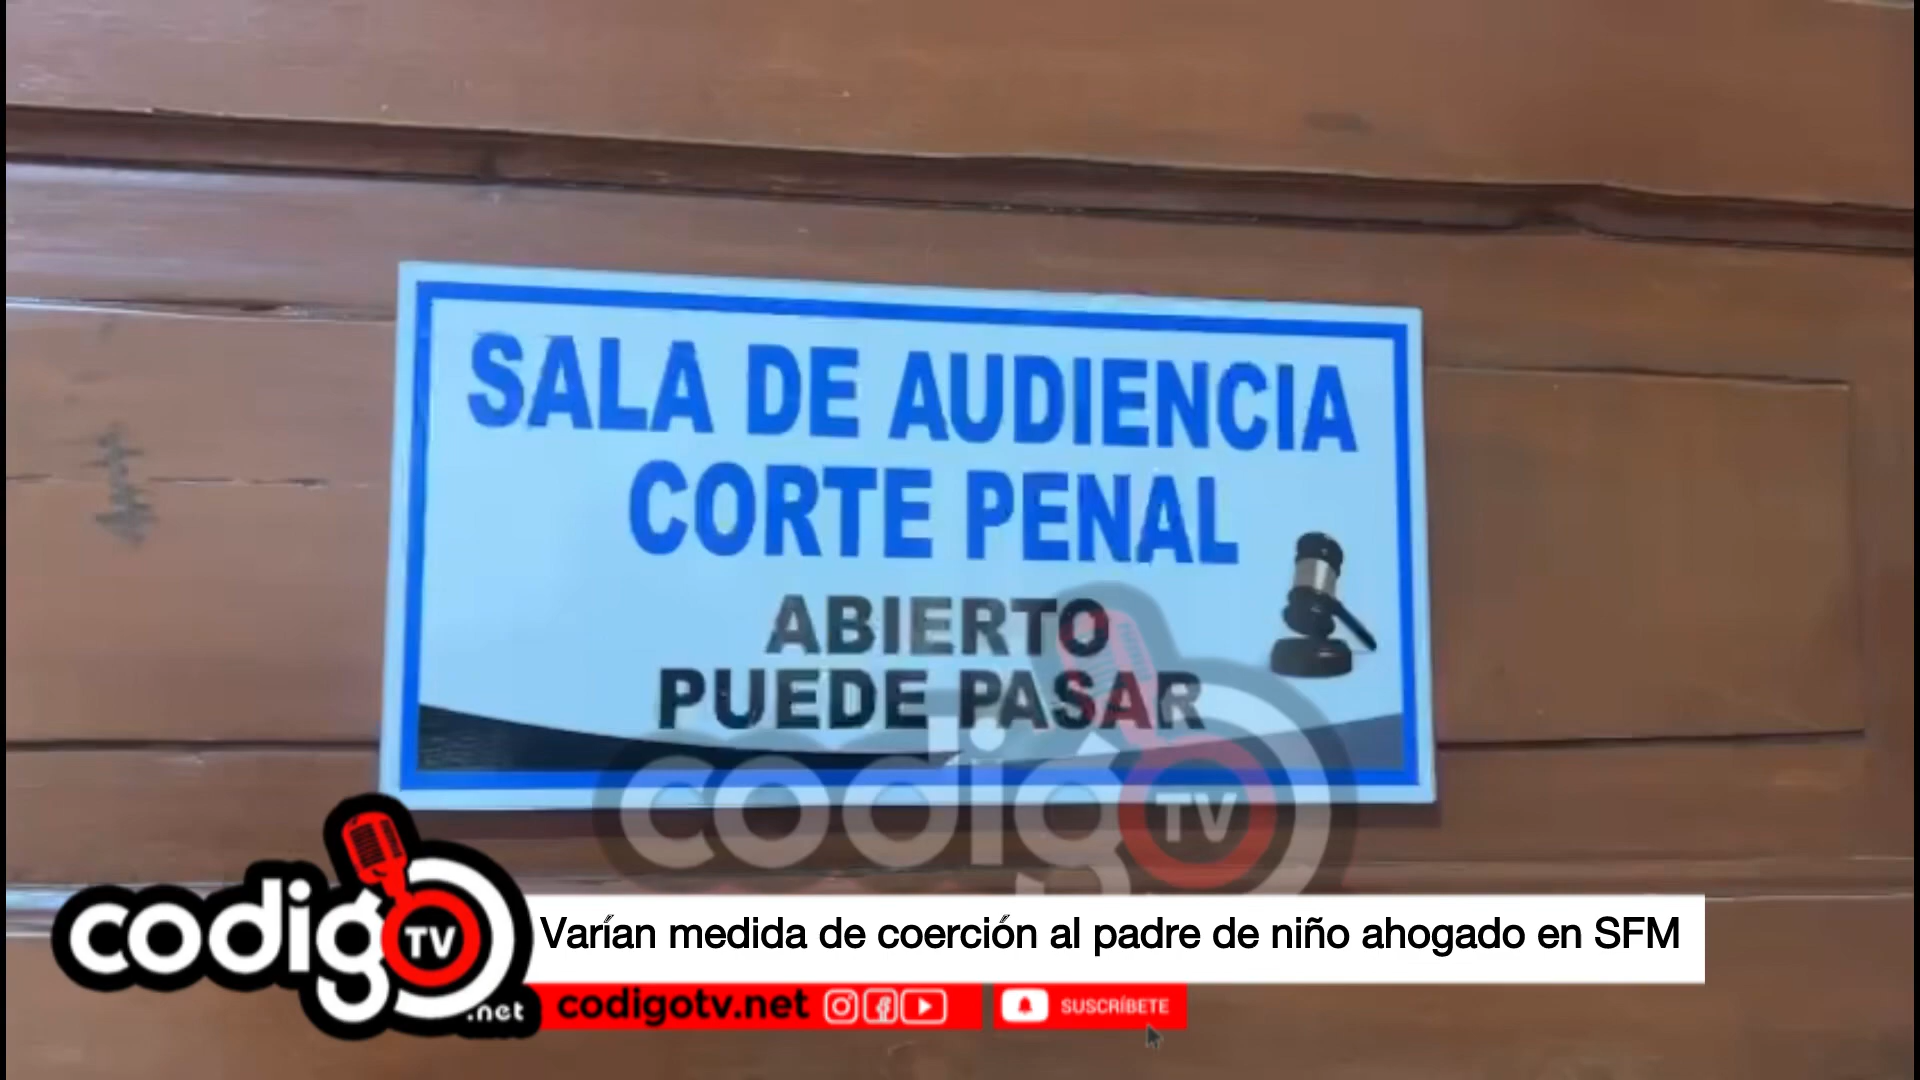 SALA DE AUDIENCIA
CORTE PENAL
ABIERTO
PUEDE PASAR
codigo TV
codigo TV
.net
Varían medida de coerción al padre de niño ahogado en SFM
codigotv.net
SUSCRÍBETE